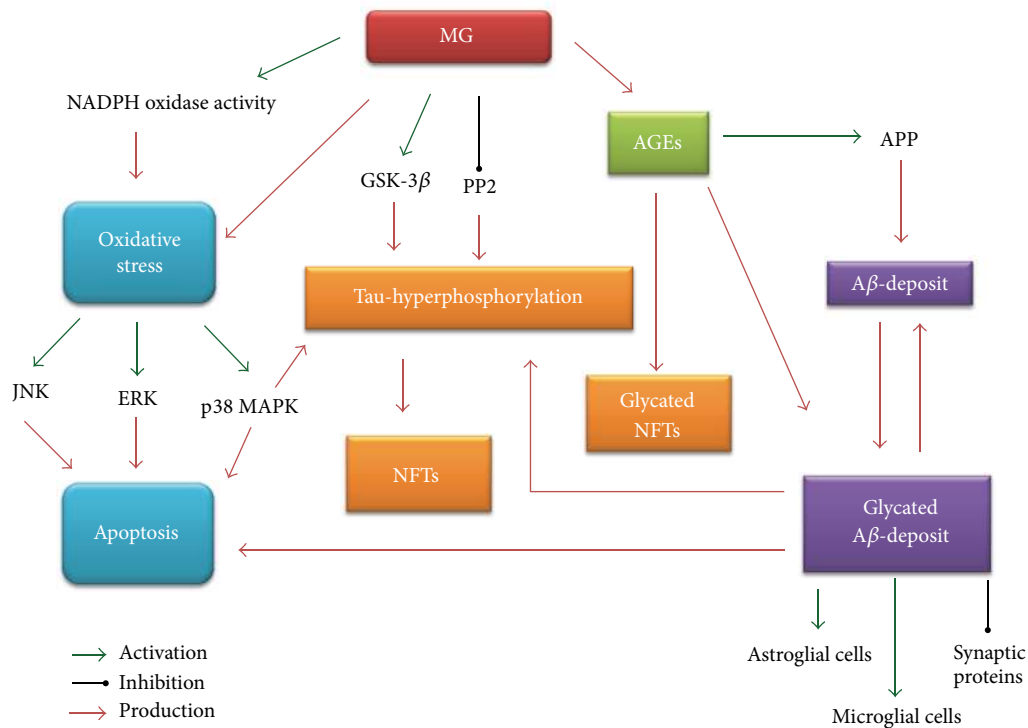 MG
NADPH oxidase activity
AGEs
APP
GSK-3β
PP2
Oxidative
stress
Tau-hyperphosphorylation
Aβ-deposit
JNK
ERK
p38 MAPK
Glycated
NFTs
NFTs
Apoptosis
Glycated
Aβ-deposit
Activation
Inhibition
Production
Astroglial cells
Synaptic
proteins
Microglial cells